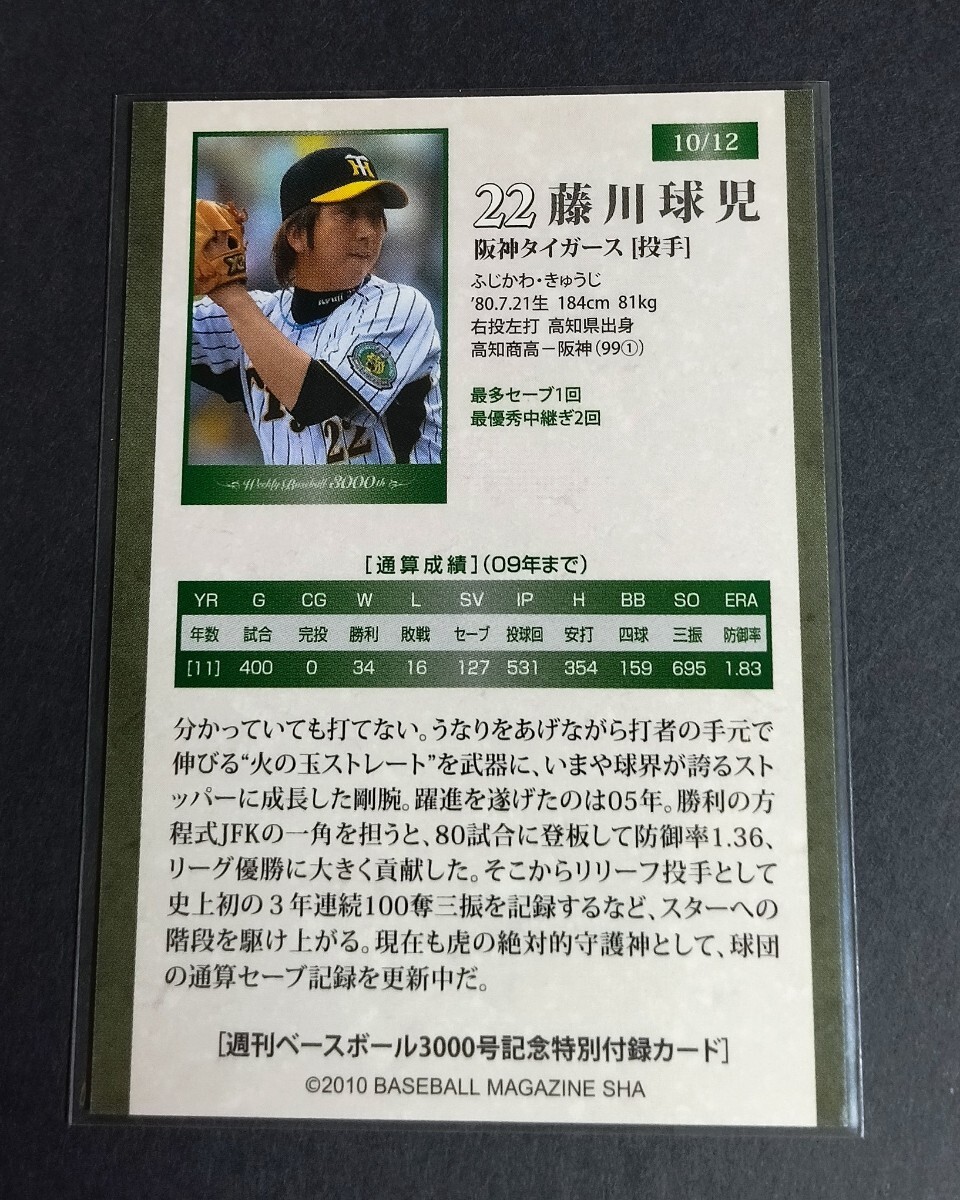 10/12
22 藤川球児
阪神タイガース [投手]
ふじかわ・きゅうじ
'80.7.21生 184cm 81kg
右投左打 高知県出身
高知商高－阪神(99①)
最多セーブ1回
最優秀中継ぎ2回
22
Weekly Baseball 3000th
[通算成績](09年まで)
YR G CG W L SV IP H BB SO ERA
年数 試合 完投 勝利 敗戦 セーブ 投球回 安打 四球 三振 防御率
[11] 400 0 34 16 127 531 354 159 695 1.83
分かっていても打てない。うなりをあげながら打者の手元で
伸びる“火の玉ストレート”を武器に、いまや球界が誇るスト
ッパーに成長した剛腕。躍進を遂げたのは05年。勝利の方
程式JFKの一角を担うと、80試合に登板して防御率1.36、
リーグ優勝に大きく貢献した。そこからリリーフ投手として
史上初の３年連続100奪三振を記録するなど、スターへの
階段を駆け上がる。現在も虎の絶対的守護神として、球団
の通算セーブ記録を更新中だ。
[週刊ベースボール3000号記念特別付録カード]
©2010 BASEBALL MAGAZINE SHA